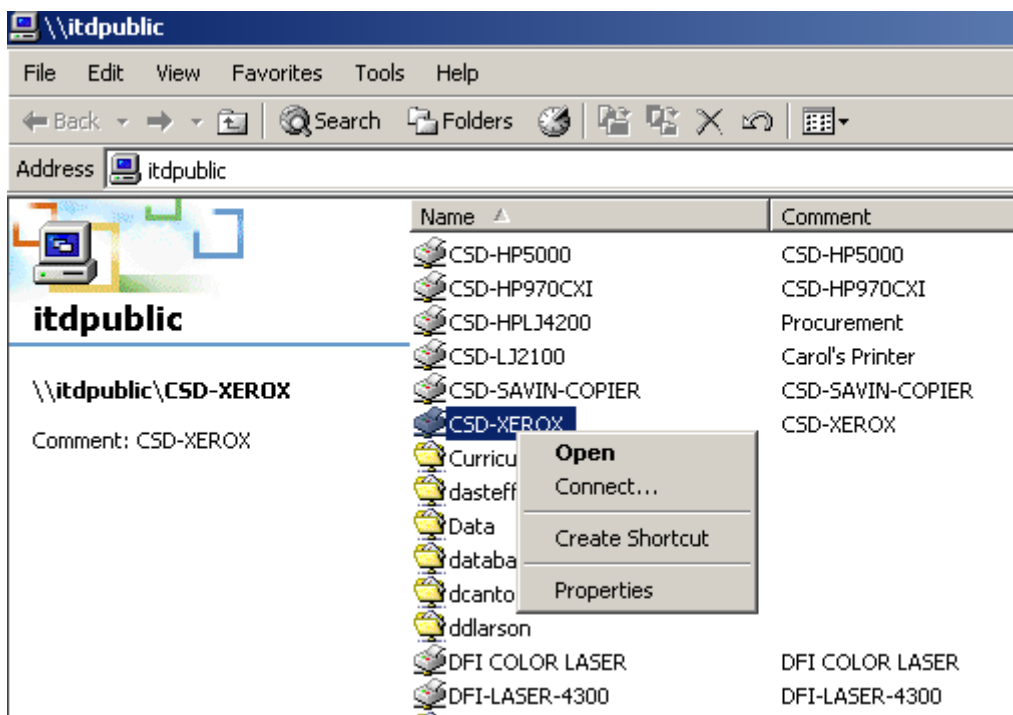 \\itdpublic
File Edit View Favorites Tools Help
Back Search Folders
Address itdpublic
Name Comment
CSD-HP5000 CSD-HP5000
CSD-HP970CXI CSD-HP970CXI
itdpublic
CSD-HPLJ4200 Procurement
CSD-LJ2100 Carol's Printer
\\itdpublic\CSD-XEROX
CSD-SAVIN-COPIER CSD-SAVIN-COPIER
CSD-XEROX CSD-XEROX
Comment: CSD-XEROX
Curricu
dasteff
Data
databa
dcanto
ddlarson
Open
Connect...
Create Shortcut
Properties
DFI COLOR LASER DFI COLOR LASER
DFI-LASER-4300 DFI-LASER-4300